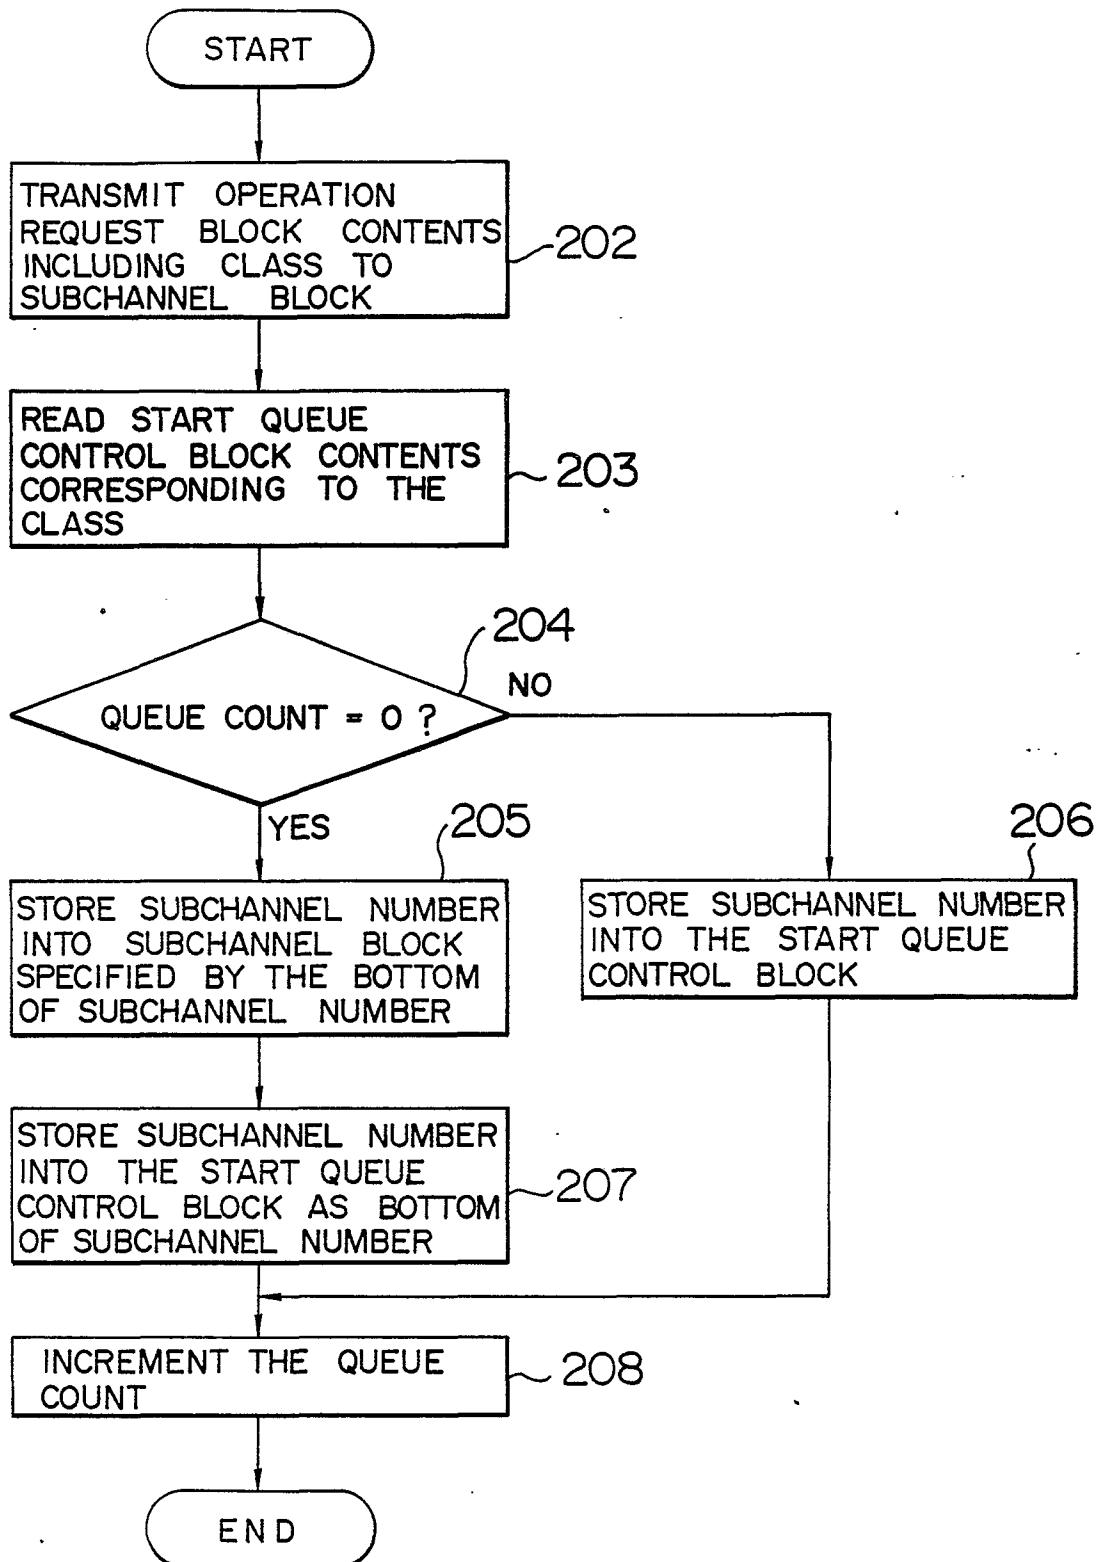 START
TRANSMIT OPERATION
REQUEST BLOCK CONTENTS
INCLUDING CLASS TO
SUBCHANNEL BLOCK
202
READ START QUEUE
CONTROL BLOCK CONTENTS
CORRESPONDING TO THE
CLASS
203
204
QUEUE COUNT = 0 ?
NO
YES
205
STORE SUBCHANNEL NUMBER
INTO SUBCHANNEL BLOCK
SPECIFIED BY THE BOTTOM
OF SUBCHANNEL NUMBER
206
STORE SUBCHANNEL NUMBER
INTO THE START QUEUE
CONTROL BLOCK
STORE SUBCHANNEL NUMBER
INTO THE START QUEUE
CONTROL BLOCK AS BOTTOM
OF SUBCHANNEL NUMBER
207
INCREMENT THE QUEUE
COUNT
208
END